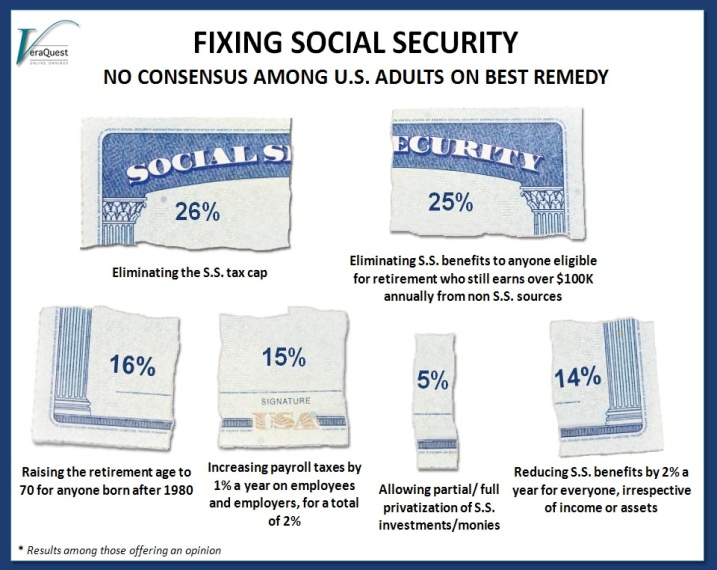 VeraQuest
ONLINE OMNIBUS
FIXING SOCIAL SECURITY
NO CONSENSUS AMONG U.S. ADULTS ON BEST REMEDY
SOCIAL SE
26%
ECURITY
25%
Eliminating the S.S. tax cap
Eliminating S.S. benefits to anyone eligible
for retirement who still earns over $100K
annually from non S.S. sources
16%
15%
SIGNATURE
USA
5%
14%
Raising the retirement age to
70 for anyone born after 1980
Increasing payroll taxes by
1% a year on employees
and employers, for a total
of 2%
Allowing partial/ full
privatization of S.S.
investments/monies
Reducing S.S. benefits by 2% a
year for everyone, irrespective
of income or assets
* Results among those offering an opinion